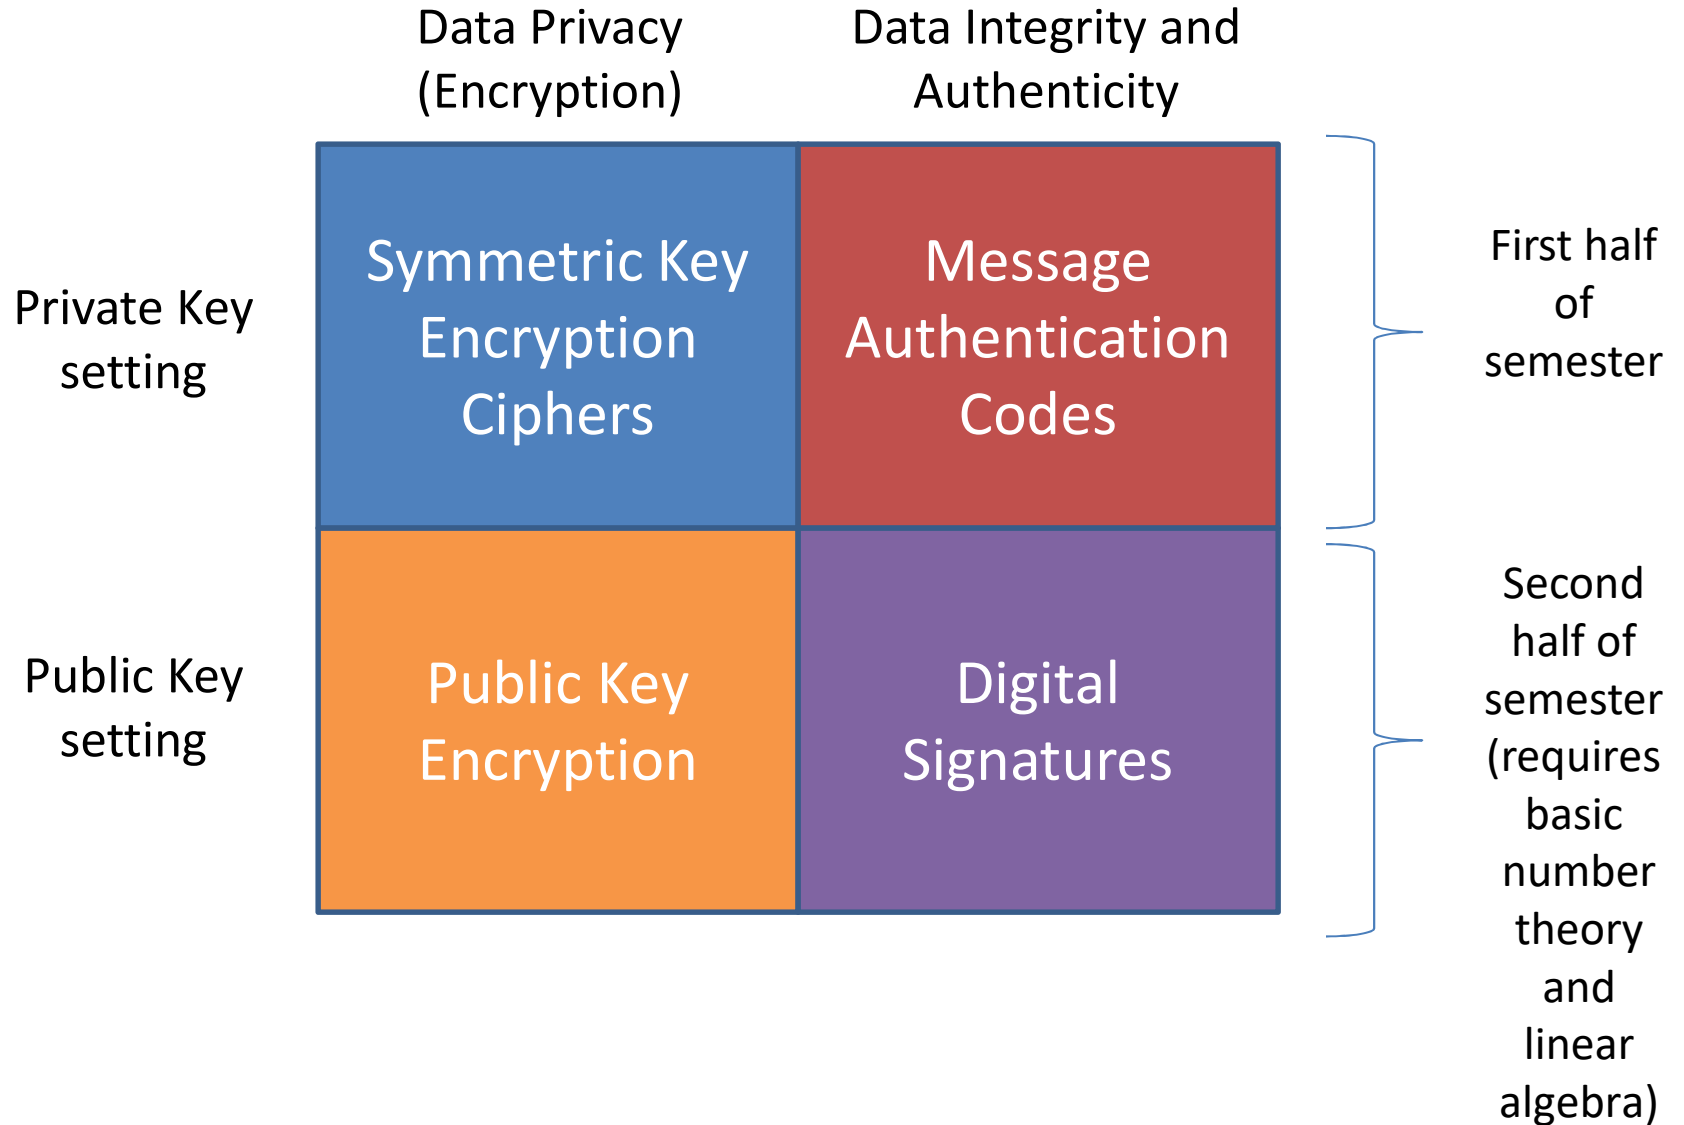 Data Privacy
(Encryption)
Data Integrity and
Authenticity
Private Key
setting
Symmetric Key
Encryption
Ciphers
Message
Authentication
Codes
First half
of
semester
Public Key
setting
Public Key
Encryption
Digital
Signatures
Second
half of
semester
(requires
basic
number
theory
and
linear
algebra)